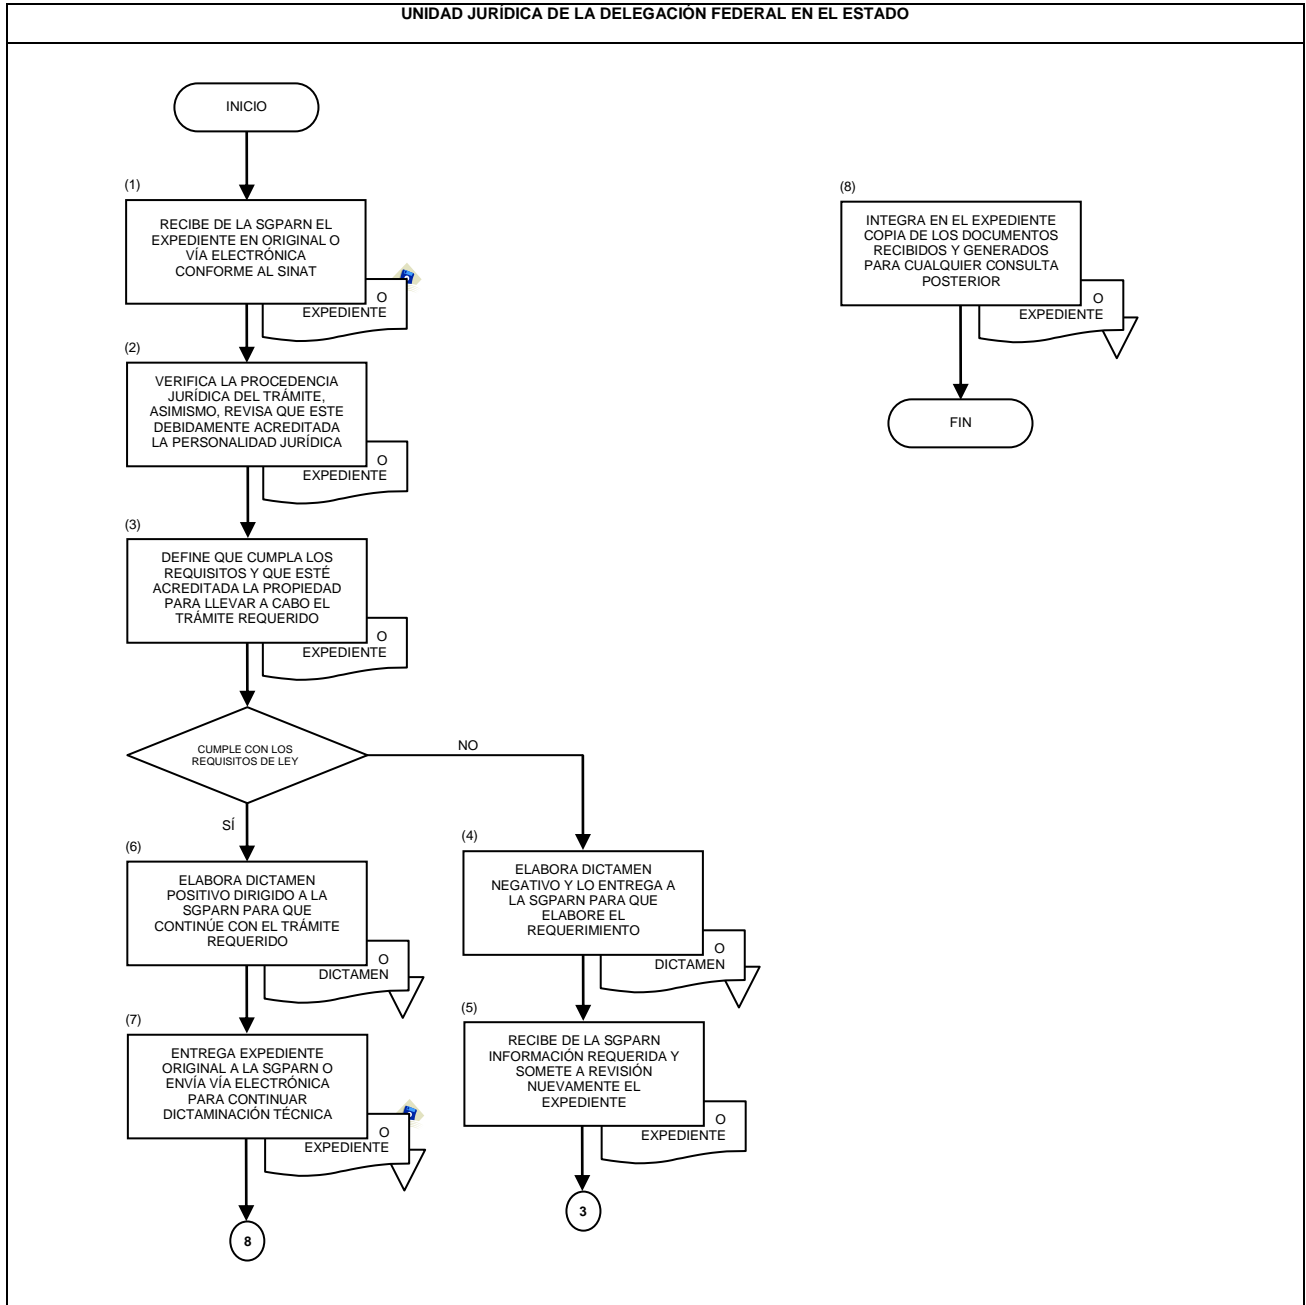 UNIDAD JURÍDICA DE LA DELEGACIÓN FEDERAL EN EL ESTADO
INICIO
(1)
RECIBE DE LA SGPARN EL
EXPEDIENTE EN ORIGINAL O
VÍA ELECTRÓNICA
CONFORME AL SINAT
O
EXPEDIENTE
(2)
VERIFICA LA PROCEDENCIA
JURÍDICA DEL TRÁMITE,
ASIMISMO, REVISA QUE ESTE
DEBIDAMENTE ACREDITADA
LA PERSONALIDAD JURÍDICA
O
EXPEDIENTE
(3)
DEFINE QUE CUMPLA LOS
REQUISITOS Y QUE ESTÉ
ACREDITADA LA PROPIEDAD
PARA LLEVAR A CABO EL
TRÁMITE REQUERIDO
O
EXPEDIENTE
CUMPLE CON LOS
REQUISITOS DE LEY
NO
SÍ
(6)
ELABORA DICTAMEN
POSITIVO DIRIGIDO A LA
SGPARN PARA QUE
CONTINÚE CON EL TRÁMITE
REQUERIDO
O
DICTAMEN
(7)
ENTREGA EXPEDIENTE
ORIGINAL A LA SGPARN O
ENVÍA VÍA ELECTRÓNICA
PARA CONTINUAR
DICTAMINACIÓN TÉCNICA
O
EXPEDIENTE
8
(4)
ELABORA DICTAMEN
NEGATIVO Y LO ENTREGA A
LA SGPARN PARA QUE
ELABORE EL
REQUERIMIENTO
O
DICTAMEN
(5)
RECIBE DE LA SGPARN
INFORMACIÓN REQUERIDA Y
SOMETE A REVISIÓN
NUEVAMENTE EL
EXPEDIENTE
O
EXPEDIENTE
3
(8)
INTEGRA EN EL EXPEDIENTE
COPIA DE LOS DOCUMENTOS
RECIBIDOS Y GENERADOS
PARA CUALQUIER CONSULTA
POSTERIOR
O
EXPEDIENTE
FIN